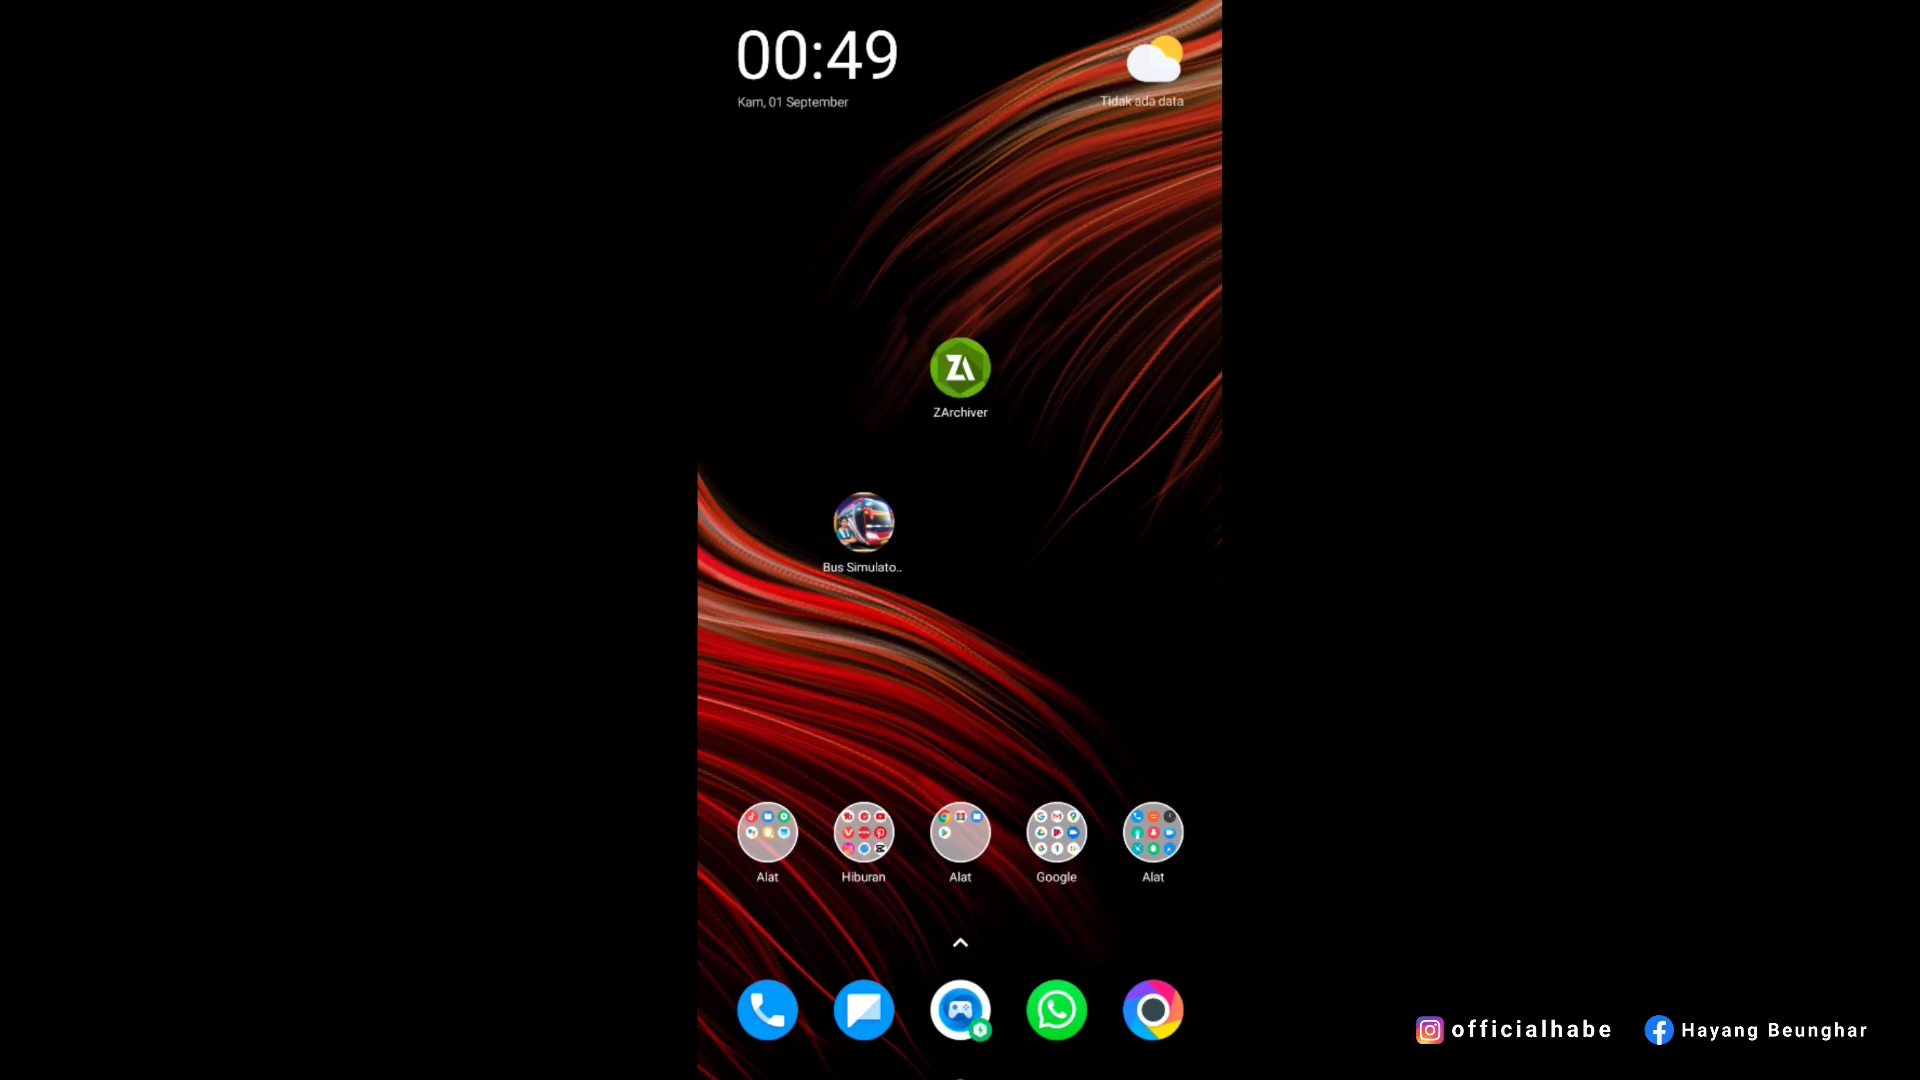 00:49
Kam, 01 September
Tidak ada data
ZArchiver
Bus Simulato..
Alat
Hiburan
Alat
Google
Alat
officialhabe
Hayang Beunghar